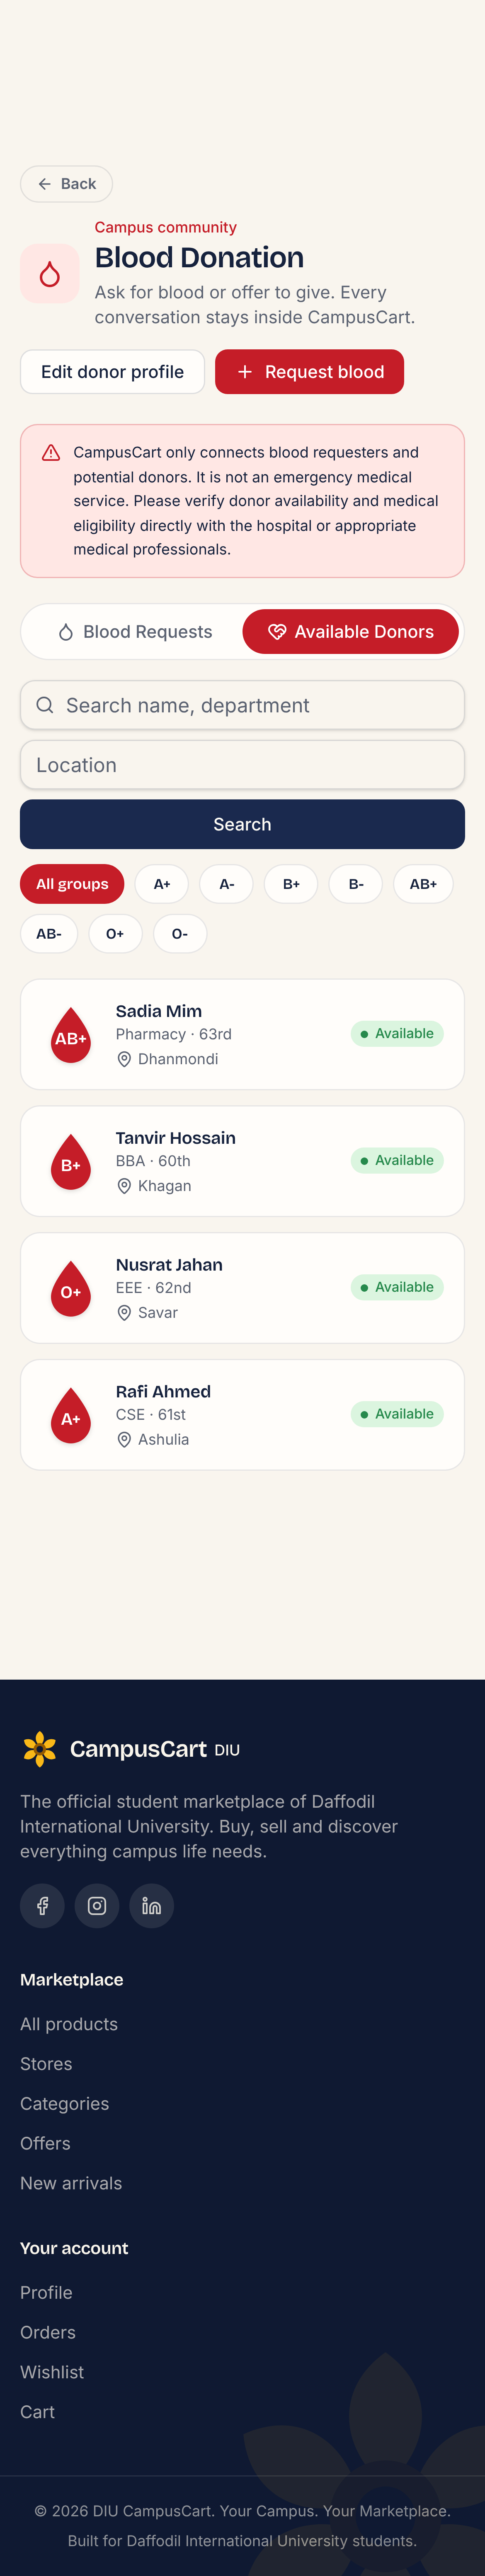 Back
Campus community
Blood Donation
Ask for blood or offer to give. Every
conversation stays inside CampusCart.
Edit donor profile
Request blood
CampusCart only connects blood requesters and
potential donors. It is not an emergency medical
service. Please verify donor availability and medical
eligibility directly with the hospital or appropriate
medical professionals.
Blood Requests
Available Donors
Search name, department
Location
Search
All groups
A+
A-
B+
B-
AB+
AB-
O+
O-
AB+
Sadia Mim
Pharmacy · 63rd
Dhanmondi
Available
B+
Tanvir Hossain
BBA · 60th
Khagan
Available
O+
Nusrat Jahan
EEE · 62nd
Savar
Available
A+
Rafi Ahmed
CSE · 61st
Ashulia
Available
CampusCart DIU
The official student marketplace of Daffodil
International University. Buy, sell and discover
everything campus life needs.
Marketplace
All products
Stores
Categories
Offers
New arrivals
Your account
Profile
Orders
Wishlist
Cart
© 2026 DIU CampusCart. Your Campus. Your Marketplace.
Built for Daffodil International University students.